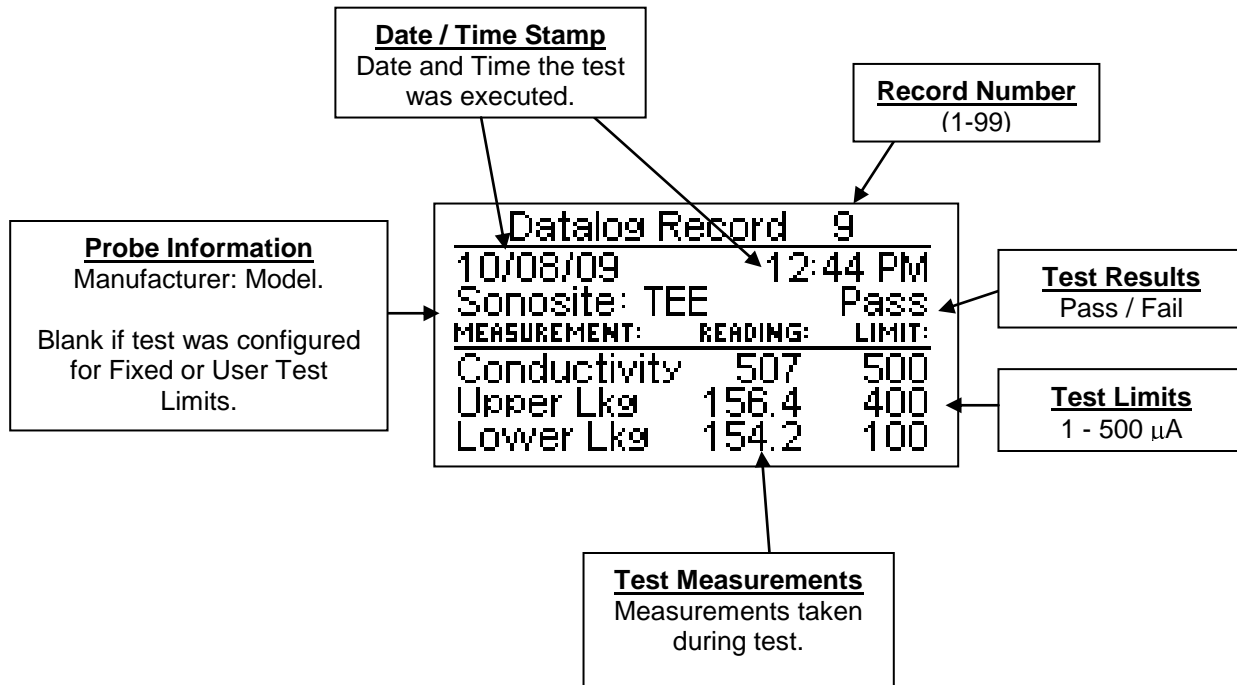 Date / Time Stamp
Date and Time the test
was executed.
Record Number
(1-99)
Probe Information
Manufacturer: Model.
Blank if test was configured
for Fixed or User Test
Limits.
Datalog Record 9
10/08/09 12:44 PM
Sonosite: TEE Pass
MEASUREMENT: READING: LIMIT:
Conductivity 507 500
Upper Lkg 156.4 400
Lower Lkg 154.2 100
Test Results
Pass / Fail
Test Limits
1 - 500 μA
Test Measurements
Measurements taken
during test.